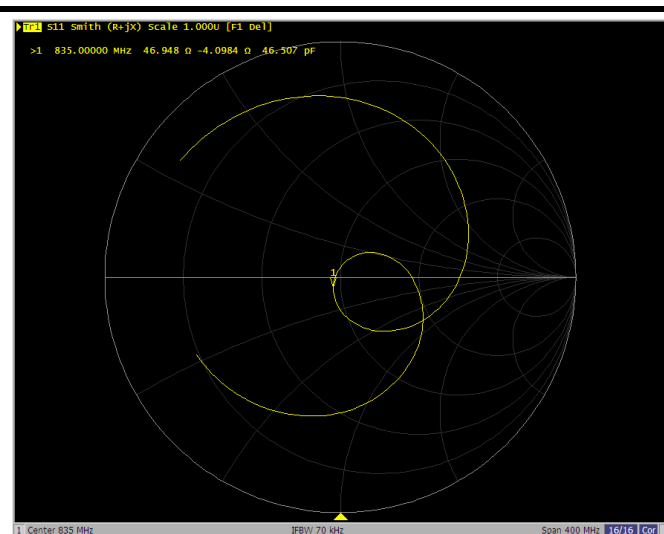 Tr1 S11 Smith (R+jX) Scale 1.000U [F1 Del]
>1 835.00000 MHz 46.948 Ω -4.0984 Ω 46.507 pF
1
1 Center 835 MHz IFBW 70 kHz Span 400 MHz 16/16 Cor